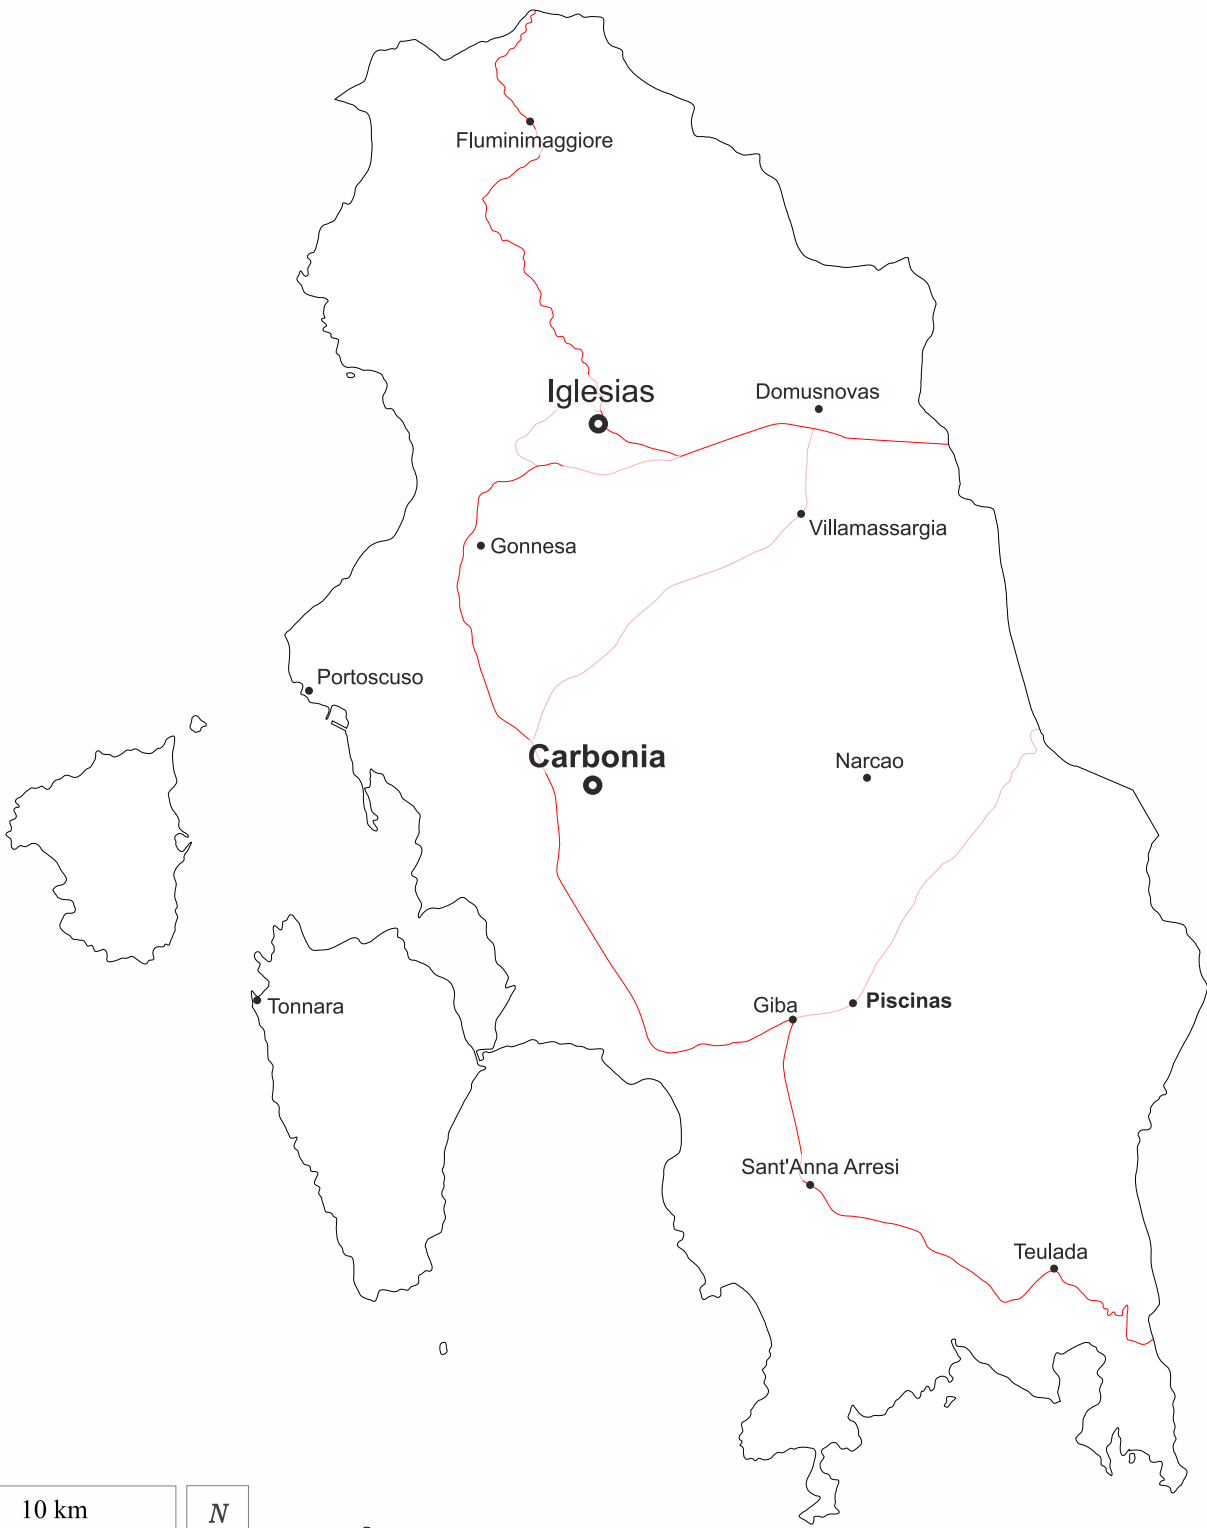 Fluminimaggiore
Iglesias
Domusnovas
Villamassargia
Gonnesa
Portoscuso
Carbonia
Narcao
Tonnara
Giba
Piscinas
Sant'Anna Arresi
Teulada
10 km
N